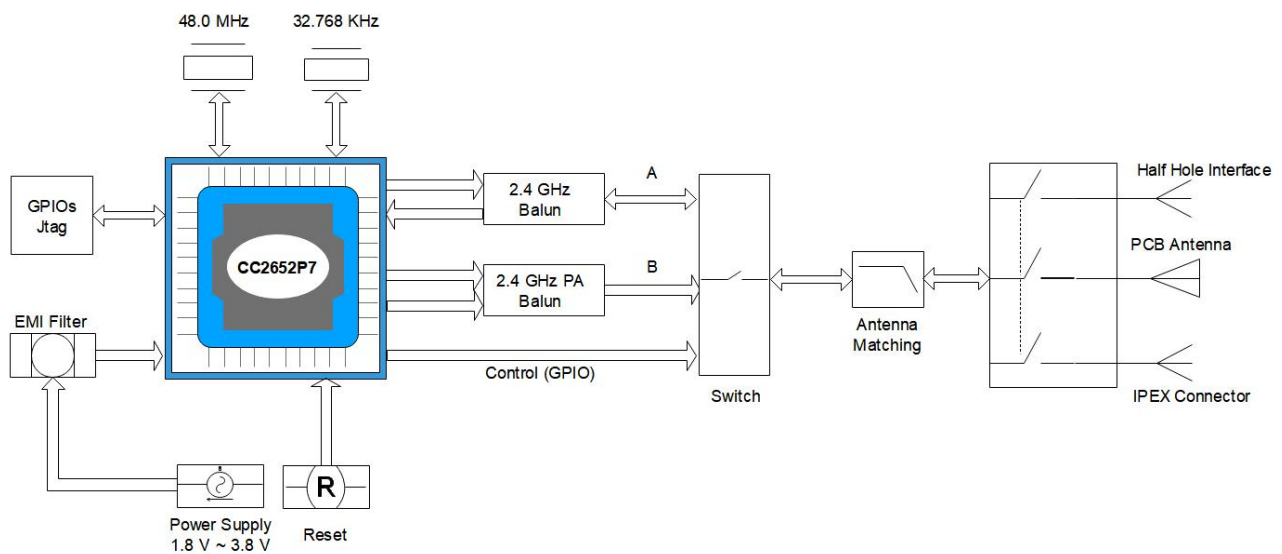 48.0 MHz
32.768 KHz
GPIOs
Jtag
CC2652P7
2.4 GHz
Balun
A
2.4 GHz PA
Balun
B
Control (GPIO)
Switch
Antenna
Matching
Half Hole Interface
PCB Antenna
IPEX Connector
EMI Filter
Power Supply
1.8 V ~ 3.8 V
R
Reset